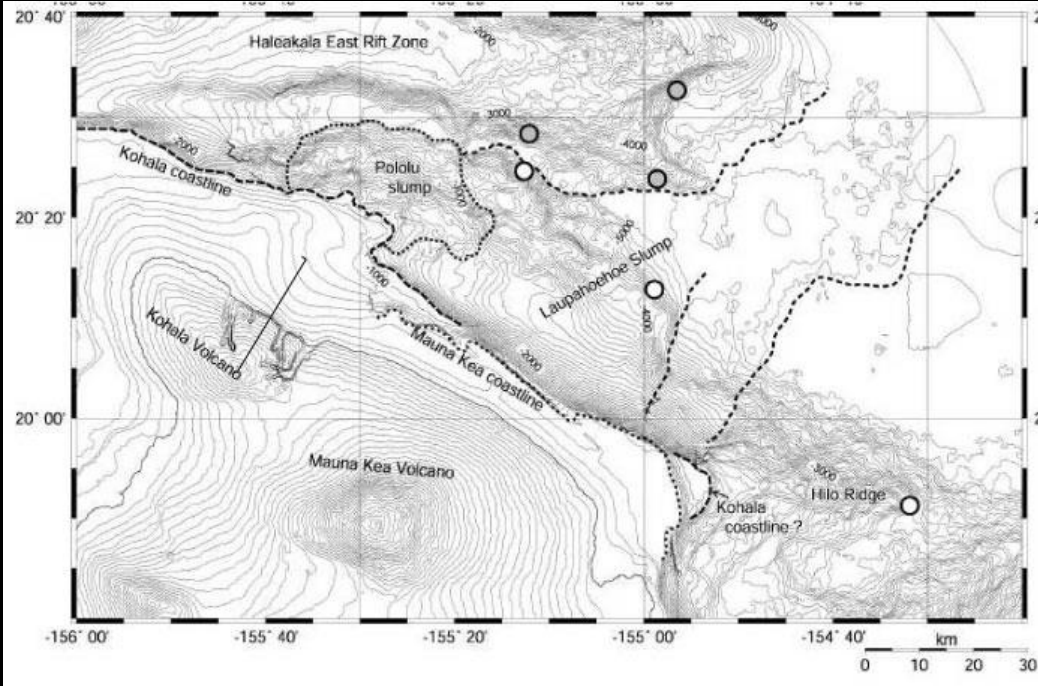 20° 40'
Haleakala East Rift Zone
-2000
3000
-2000
Kohala coastline
Pololu
slump
4000
3000
20° 20'
5000
-1000
Laupahoehoe Slump
4000
Kohala Volcano
Mauna Kea coastline
-2000
20° 00'
Mauna Kea Volcano
-3000
Hilo Ridge
Kohala
coastline ?
-156° 00'
-155° 40'
-155° 20'
-155° 00'
-154° 40'
km
0 10 20 30